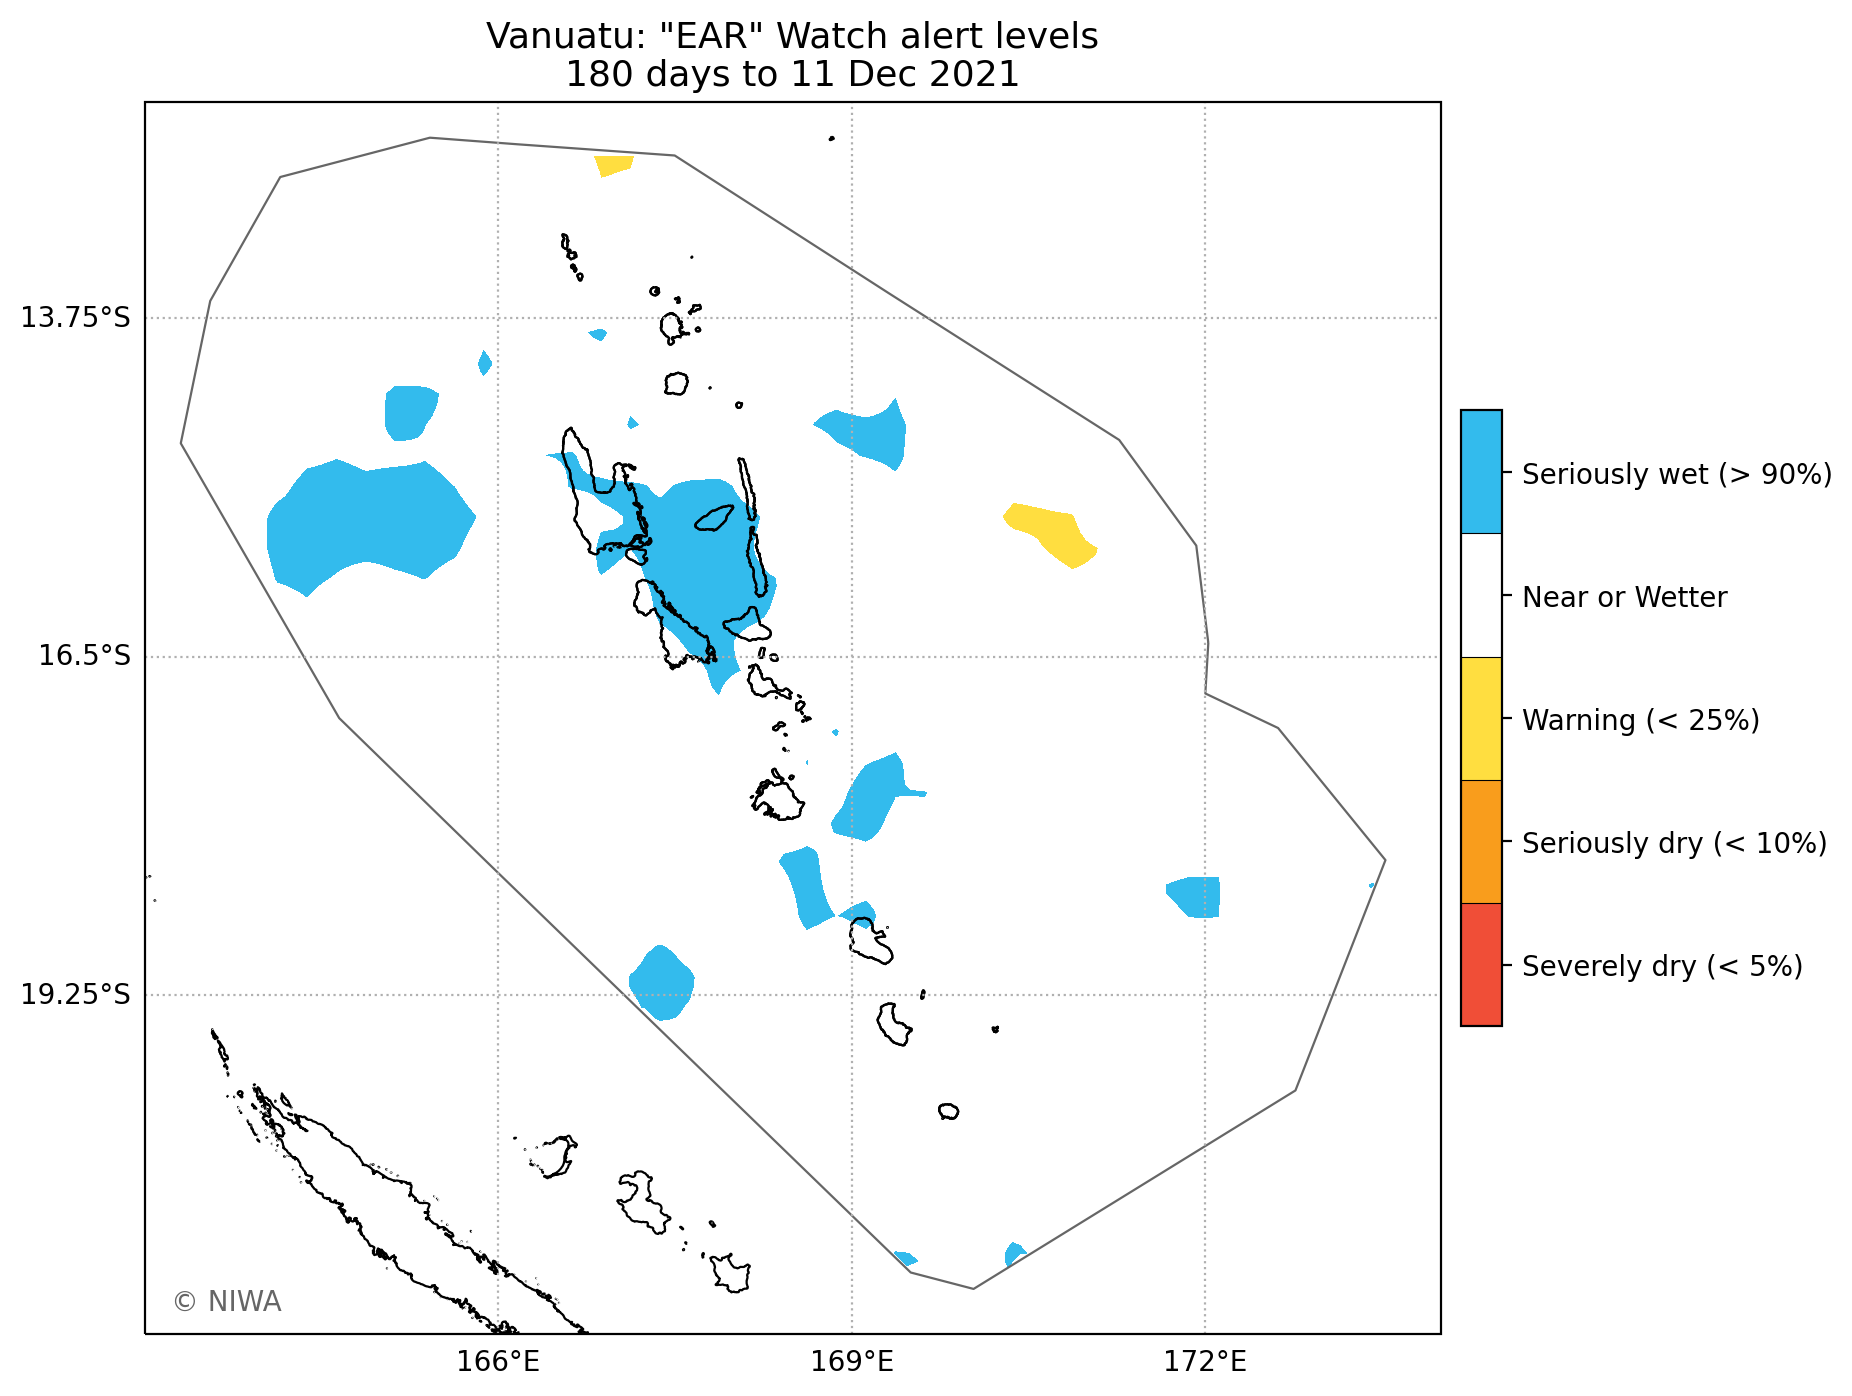 Vanuatu: "EAR" Watch alert levels
180 days to 11 Dec 2021
13.75°S
16.5°S
19.25°S
166°E
169°E
172°E
Seriously wet (> 90%)
Near or Wetter
Warning (< 25%)
Seriously dry (< 10%)
Severely dry (< 5%)
© NIWA